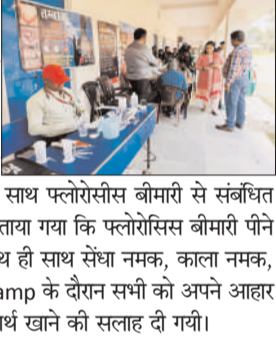 साथ फ्लोरोसीस बीमारी से संबंधित
ताया गया कि फ्लोरोसिस बीमारी पीने
थ ही साथ सेंधा नमक, काला नमक,
amp के दौरान सभी को अपने आहार
ार्थ खाने की सलाह दी गयी।